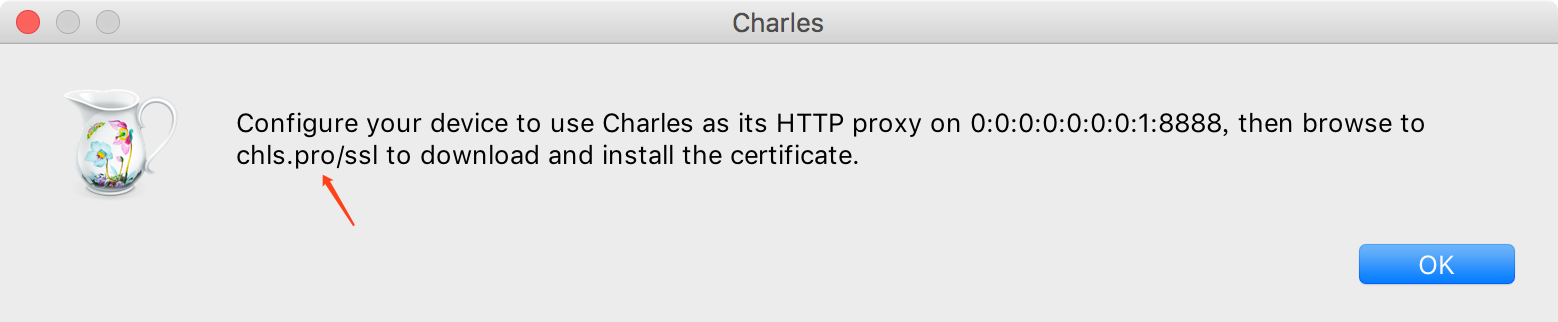 Charles
Configure your device to use Charles as its HTTP proxy on 0:0:0:0:0:0:0:1:8888, then browse to
chls.pro/ssl to download and install the certificate.
OK